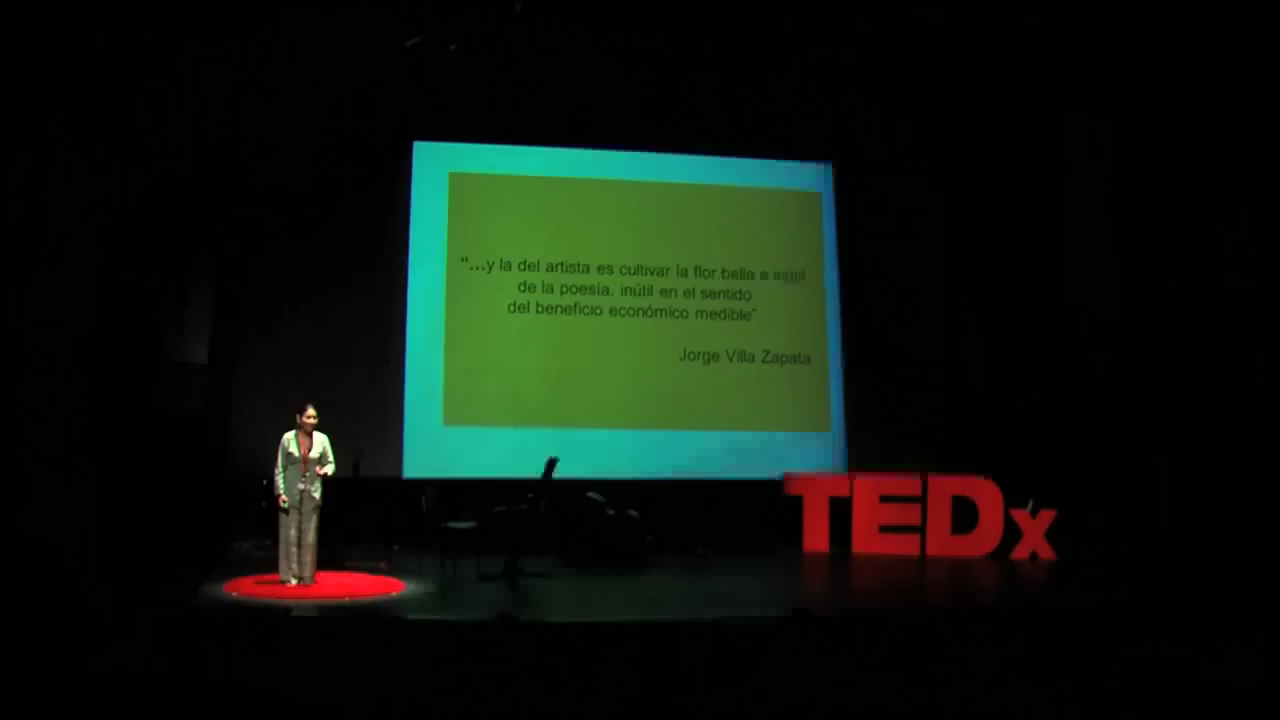 “...y la del artista es cultivar la flor bella e inútil
de la poesía, inútil en el sentido
del beneficio económico medible”
Jorge Villa Zapata
TEDx